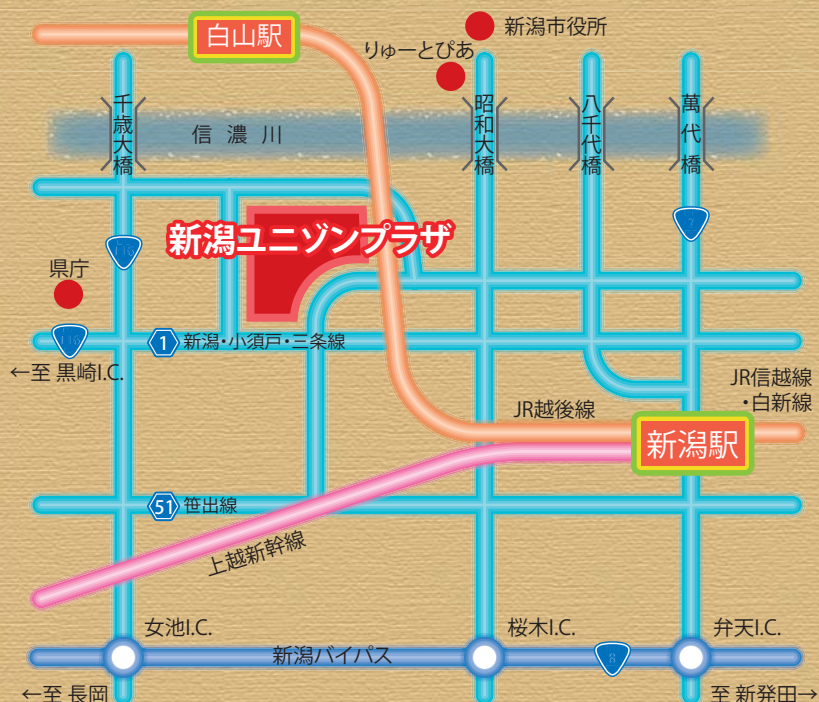 白山駅
新潟市役所
りゅーとぴあ
千歳大橋
信濃川
昭和大橋
八千代橋
萬代橋
7
新潟ユニゾンプラザ
116
県庁
116
1
新潟・小須戸・三条線
←至 黒崎I.C.
JR信越線
・白新線
JR越後線
新潟駅
51
笹出線
上越新幹線
女池I.C.
桜木I.C.
弁天I.C.
新潟バイパス
8
←至 長岡
至 新発田→